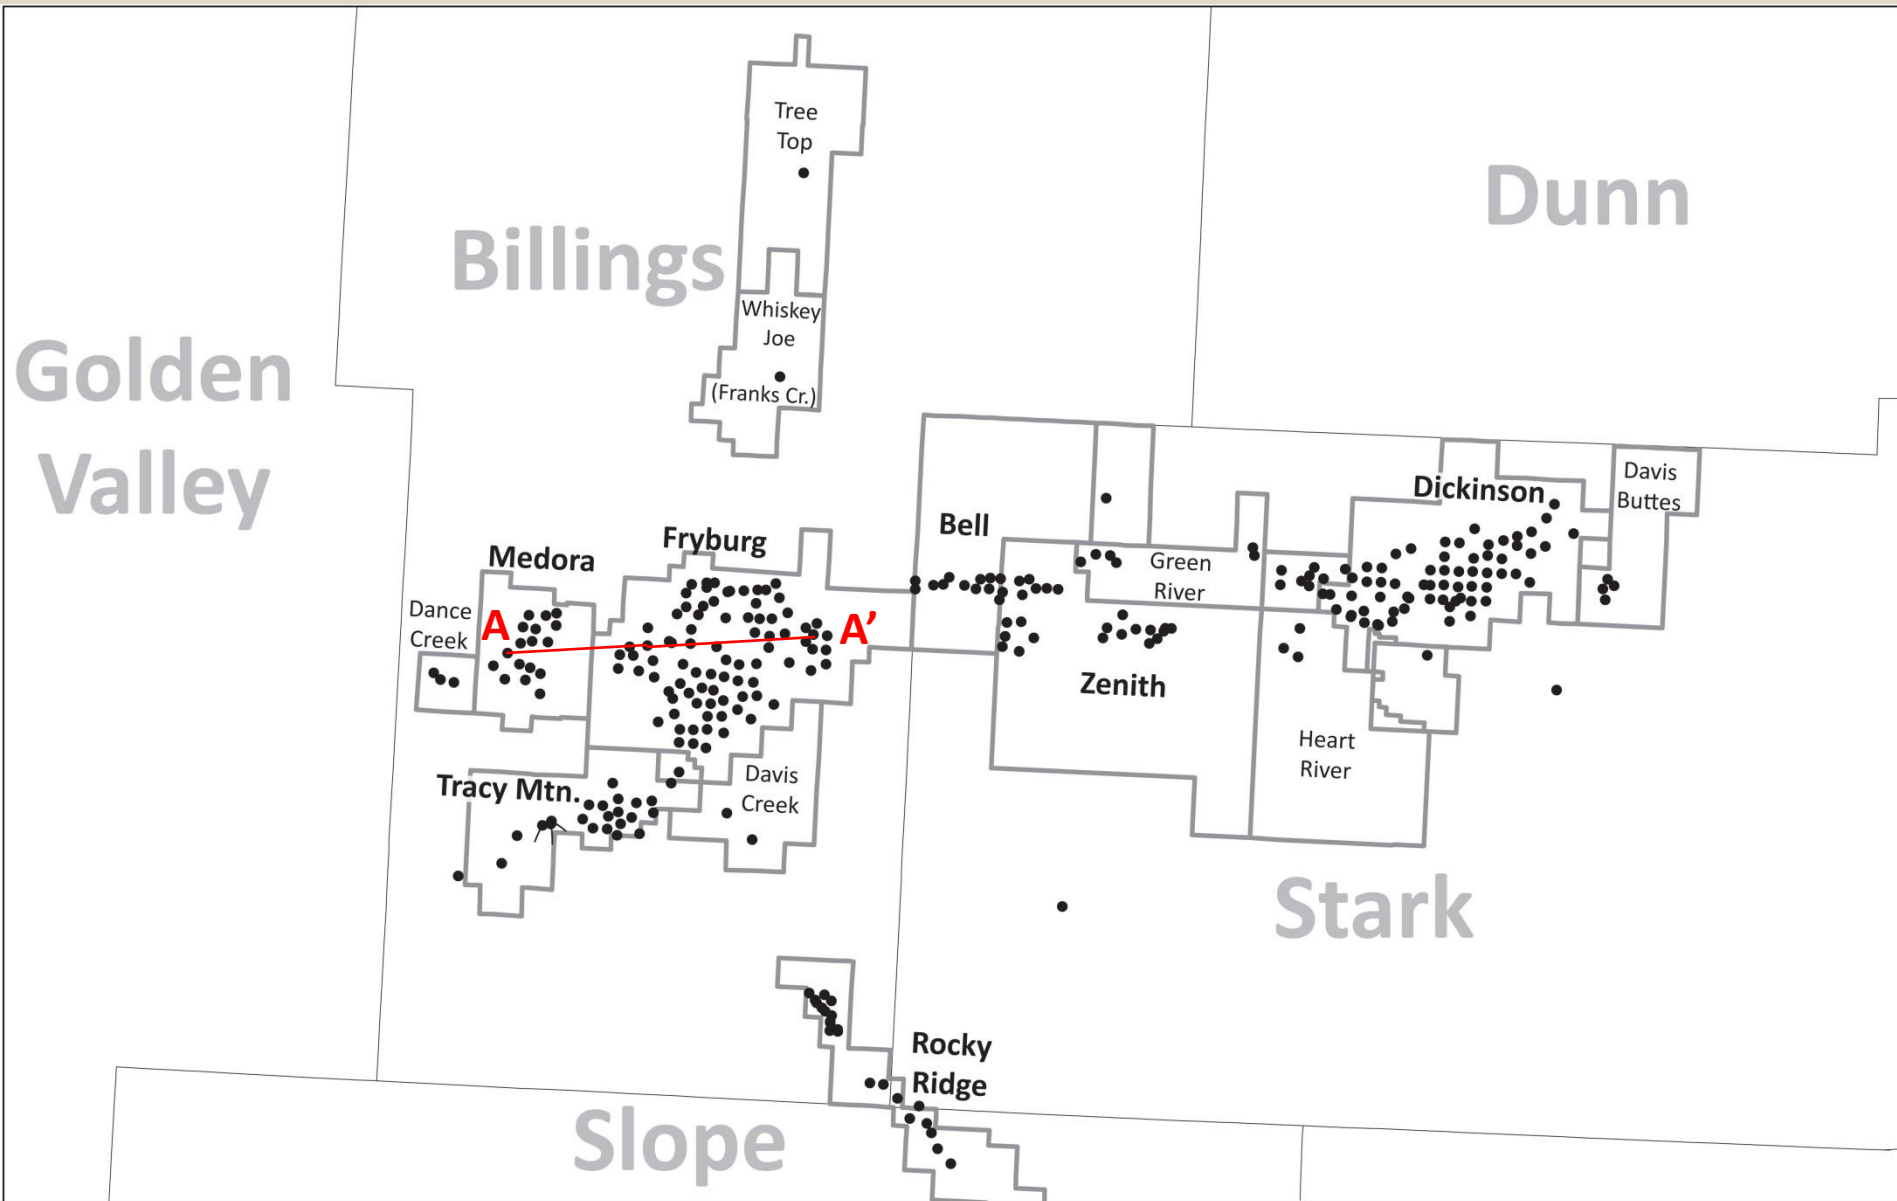 Tree
Top
Dunn
Billings
Whiskey
Joe
(Franks Cr.)
Golden
Valley
Davis
Buttes
Dickinson
Bell
Fryburg
Medora
Green
River
Dance
Creek
A
A’
Zenith
Heart
River
Davis
Creek
Tracy Mtn.
Stark
Rocky
Ridge
Slope